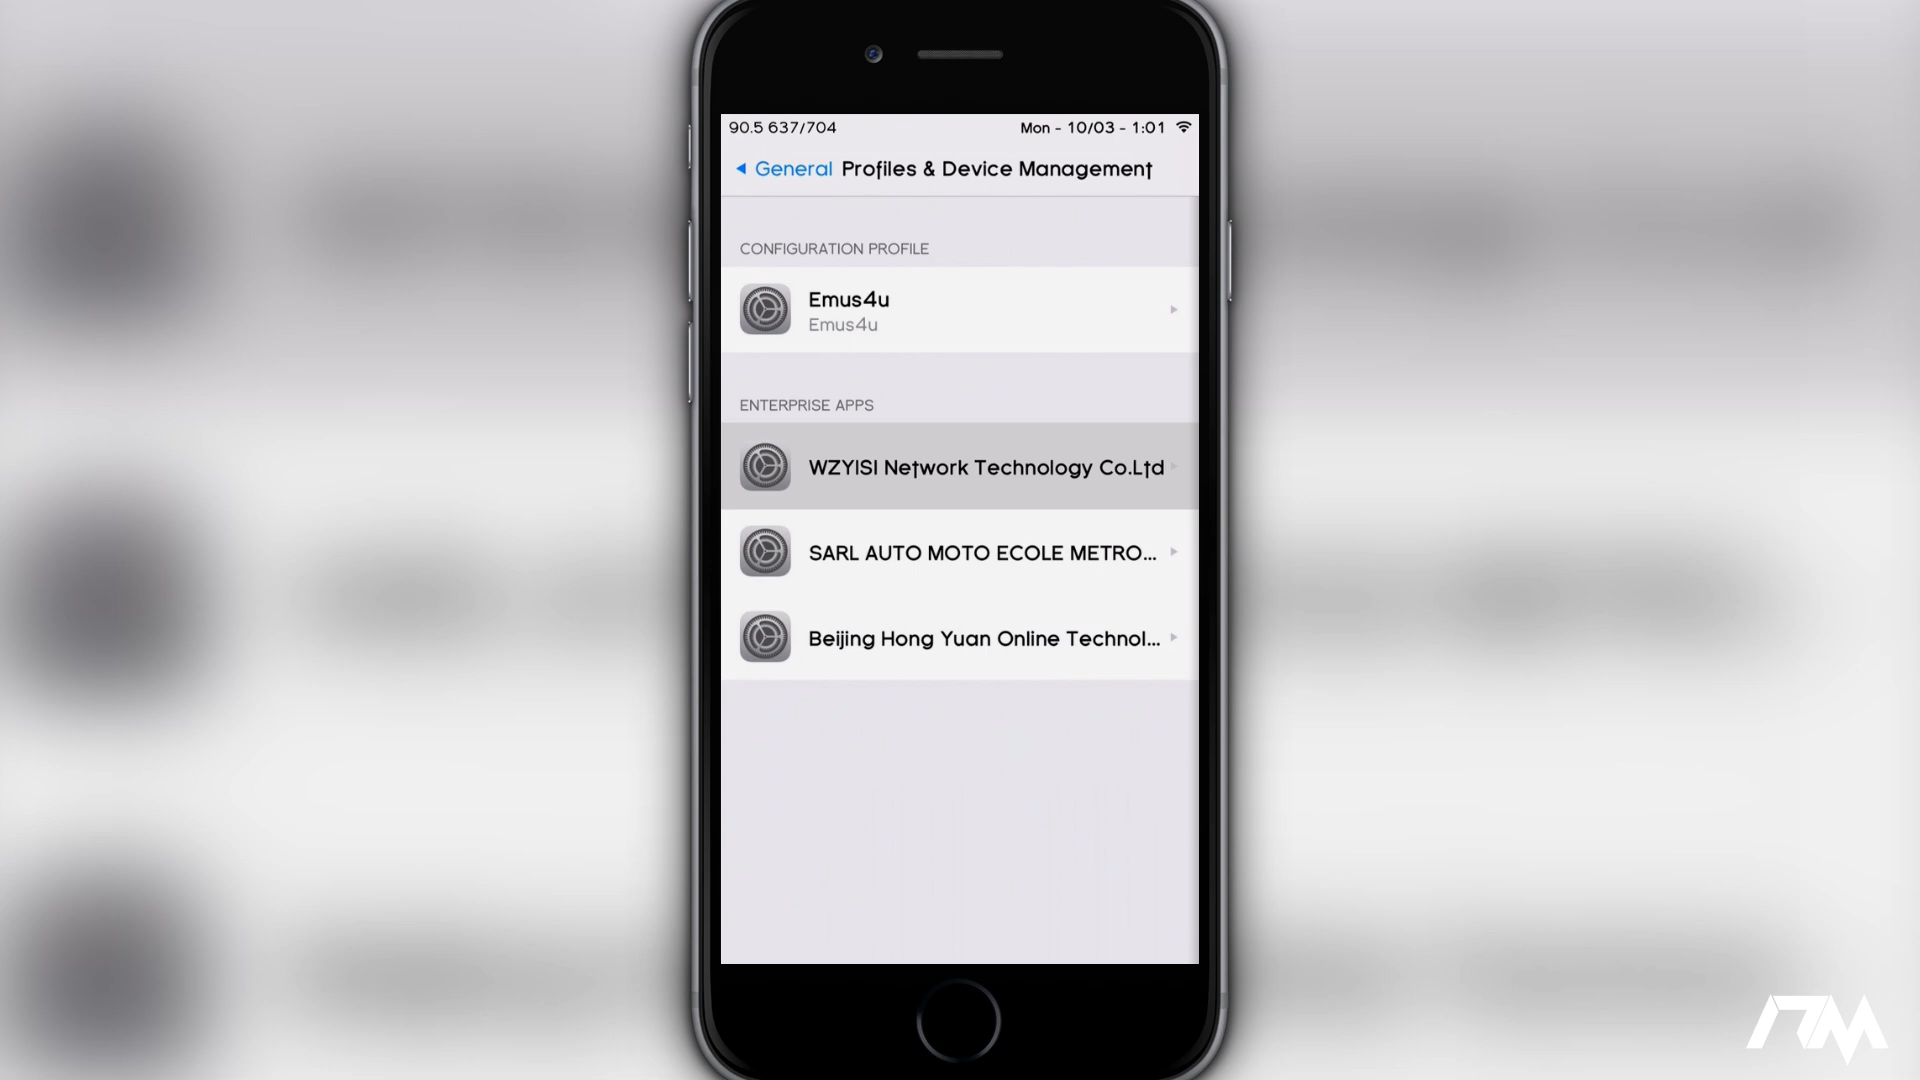 90.5 637/704 Mon - 10/03 - 1:01
General Profiles & Device Management
CONFIGURATION PROFILE
Emus4u
Emus4u
ENTERPRISE APPS
WZYISI Network Technology Co.Ltd
SARL AUTO MOTO ECOLE METRO...
Beijing Hong Yuan Online Technol...